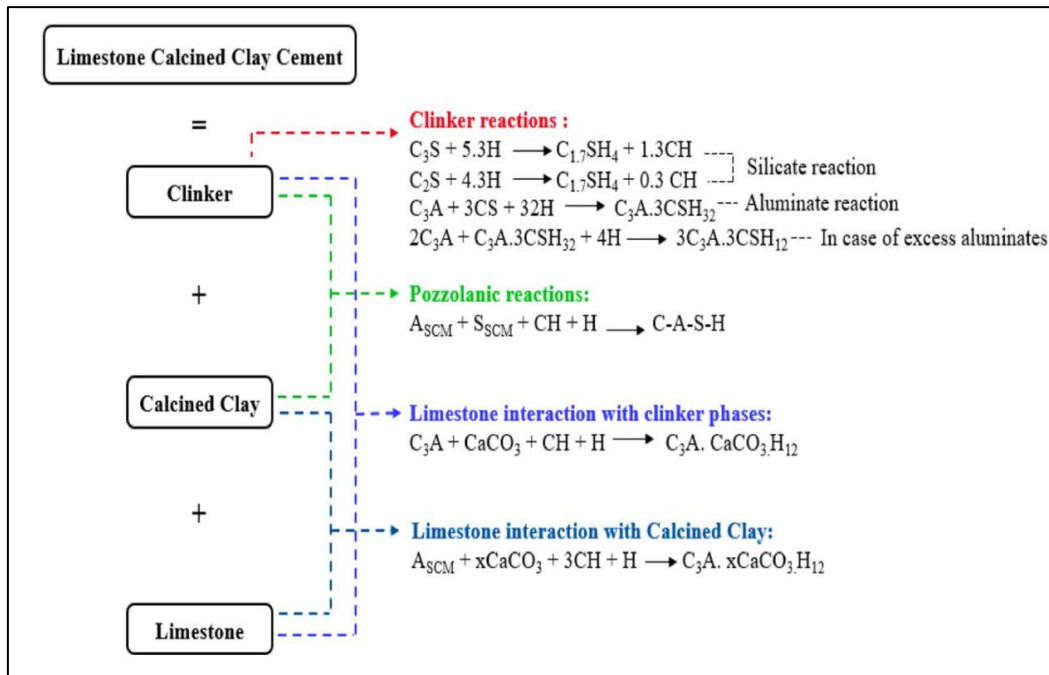 Limestone Calcined Clay Cement
=
Clinker
+
Calcined Clay
+
Limestone
Clinker reactions :
C₃S + 5.3H ⟶ C₁.₇SH₄ + 1.3CH
C₂S + 4.3H ⟶ C₁.₇SH₄ + 0.3 CH
Silicate reaction
C₃A + 3CS + 32H ⟶ C₃A.3CSH₃₂ --- Aluminate reaction
2C₃A + C₃A.3CSH₃₂ + 4H ⟶ 3C₃A.3CSH₁₂ --- In case of excess aluminates
Pozzolanic reactions:
A_SCM + S_SCM + CH + H ⟶ C-A-S-H
Limestone interaction with clinker phases:
C₃A + CaCO₃ + CH + H ⟶ C₃A. CaCO₃.H₁₂
Limestone interaction with Calcined Clay:
A_SCM + xCaCO₃ + 3CH + H ⟶ C₃A. xCaCO₃.H₁₂